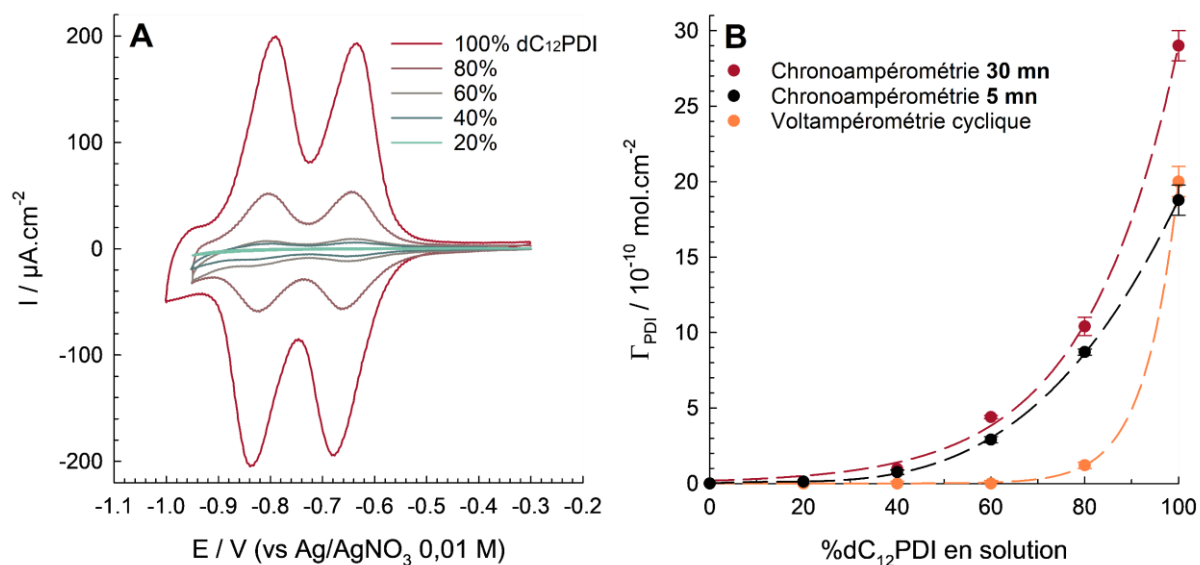 A
200
100
0
-100
-200
I / µA.cm-2
100% dC12PDI
80%
60%
40%
20%
-1.1 -1.0 -0.9 -0.8 -0.7 -0.6 -0.5 -0.4 -0.3 -0.2
E / V (vs Ag/AgNO3 0,01 M)
B
30
25
20
15
10
5
0
ΓPDI / 10-10 mol.cm-2
Chronoampérométrie 30 mn
Chronoampérométrie 5 mn
Voltampérométrie cyclique
0 20 40 60 80 100
%dC12PDI en solution